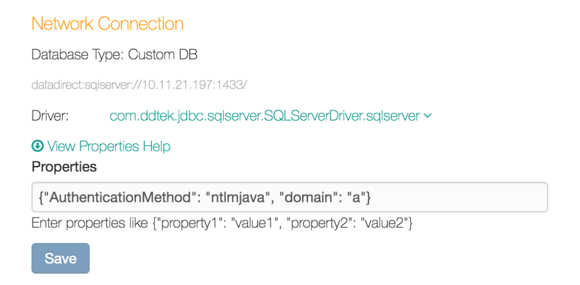 Network Connection
Database Type: Custom DB
datadirect:sqlserver://10.11.21.197:1433/
Driver: com.ddtek.jdbc.sqlserver.SQLServerDriver.sqlserver
View Properties Help
Properties
{"AuthenticationMethod": "ntlmjava", "domain": "a"}
Enter properties like {"property1": "value1", "property2": "value2"}
Save